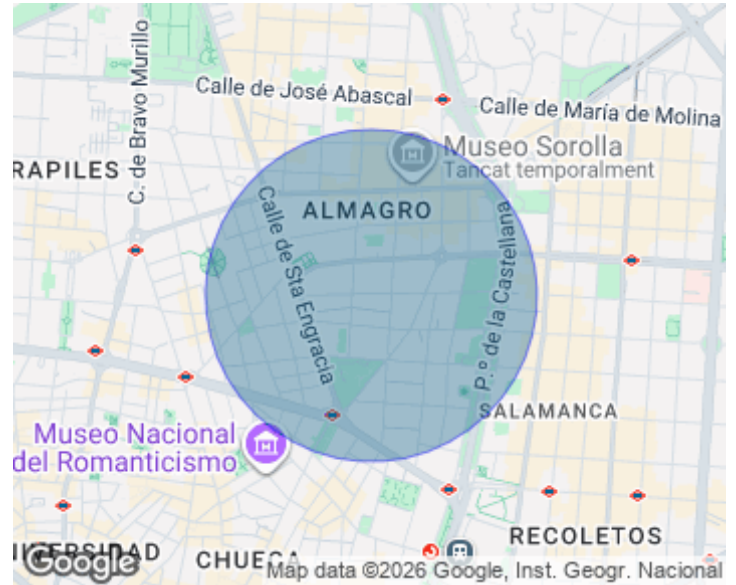 C. de Bravo Murillo
Calle de José Abascal
Calle de María de Molina
Museo Sorolla
Tancat temporalment
RAPILES
ALMAGRO
Calle de Sta Engracia
P.º de la Castellana
SALAMANCA
Museo Nacional
del Romanticismo
RECOLETOS
CHUECA
Google
Map data ©2026 Google, Inst. Geogr. Nacional